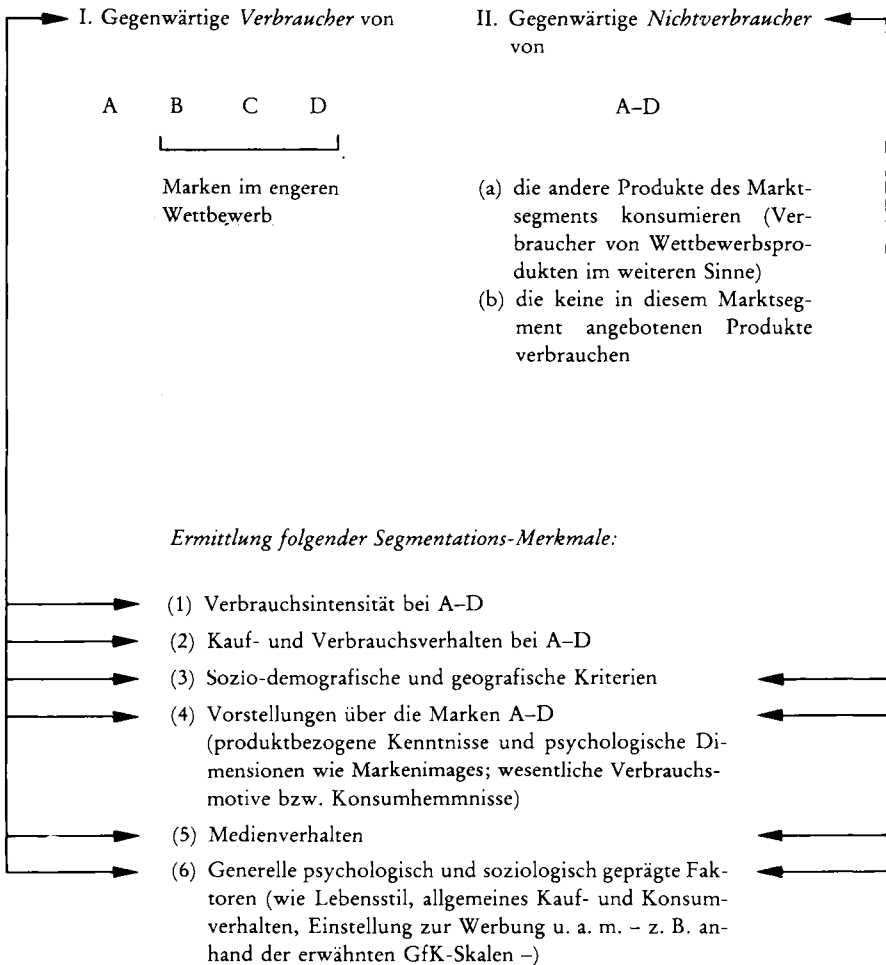 I. Gegenwärtige Verbraucher von
II. Gegenwärtige Nichtverbraucher
von
A B C D
A–D
Marken im engeren
Wettbewerb
(a) die andere Produkte des Markt-
segments konsumieren (Ver-
braucher von Wettbewerbspro-
dukten im weiteren Sinne)
(b) die keine in diesem Marktseg-
ment angebotenen Produkte
verbrauchen
Ermittlung folgender Segmentations-Merkmale:
(1) Verbrauchsintensität bei A–D
(2) Kauf- und Verbrauchsverhalten bei A–D
(3) Sozio-demografische und geografische Kriterien
(4) Vorstellungen über die Marken A–D
(produktbezogene Kenntnisse und psychologische Di-
mensionen wie Markenimages; wesentliche Verbrauchs-
motive bzw. Konsumhemmnisse)
(5) Medienverhalten
(6) Generelle psychologisch und soziologisch geprägte Fak-
toren (wie Lebensstil, allgemeines Kauf- und Konsum-
verhalten, Einstellung zur Werbung u. a. m. – z. B. an-
hand der erwähnten GfK-Skalen –)